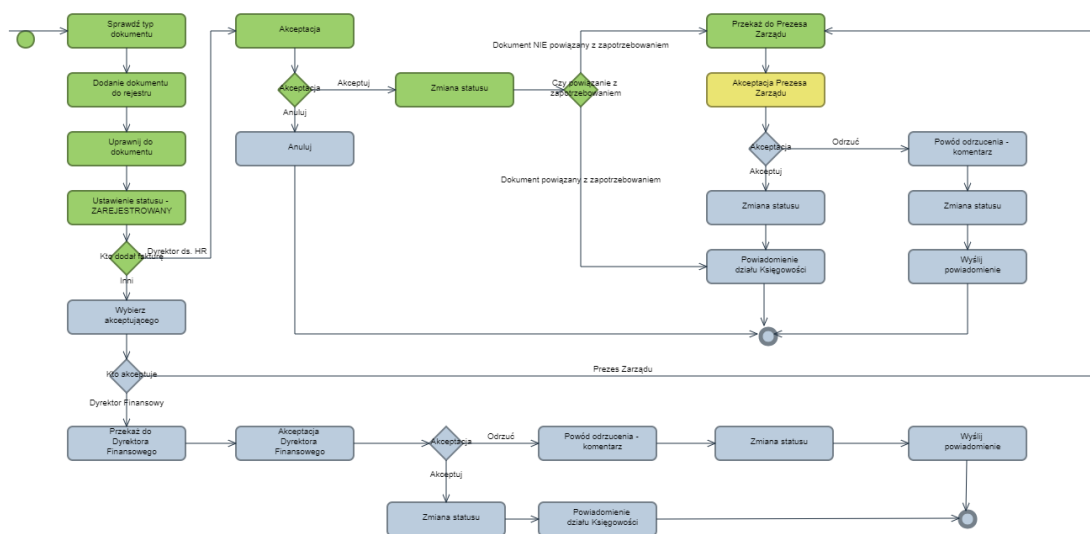 Sprawdź typ
dokumentu
Dodanie dokumentu
do rejestru
Uprawnij do
dokumentu
Ustawienie statusu -
ZAREJESTROWANY
Kto dodał fakturę
Dyrektor ds. HR
Inni
Wybierz
akceptującego
Kto akceptuje
Prezes Zarządu
Dyrektor Finansowy
Przekaż do
Dyrektora
Finansowego
Akceptacja
Dyrektora
Finansowego
Akceptacja
Odrzuć
Powód odrzucenia -
komentarz
Zmiana statusu
Wyślij
powiadomienie
Akceptuj
Zmiana statusu
Powiadomienie
działu Księgowości
Akceptacja
Akceptacja
Akceptuj
Anuluj
Anuluj
Zmiana statusu
Czy powiązanie z
zapotrzebowaniem
Dokument NIE powiązany z zapotrzebowaniem
Dokument powiązany z zapotrzebowaniem
Przekaż do Prezesa
Zarządu
Akceptacja Prezesa
Zarządu
Akceptacja
Odrzuć
Akceptuj
Zmiana statusu
Powiadomienie
działu Księgowości
Powód odrzucenia -
komentarz
Zmiana statusu
Wyślij
powiadomienie